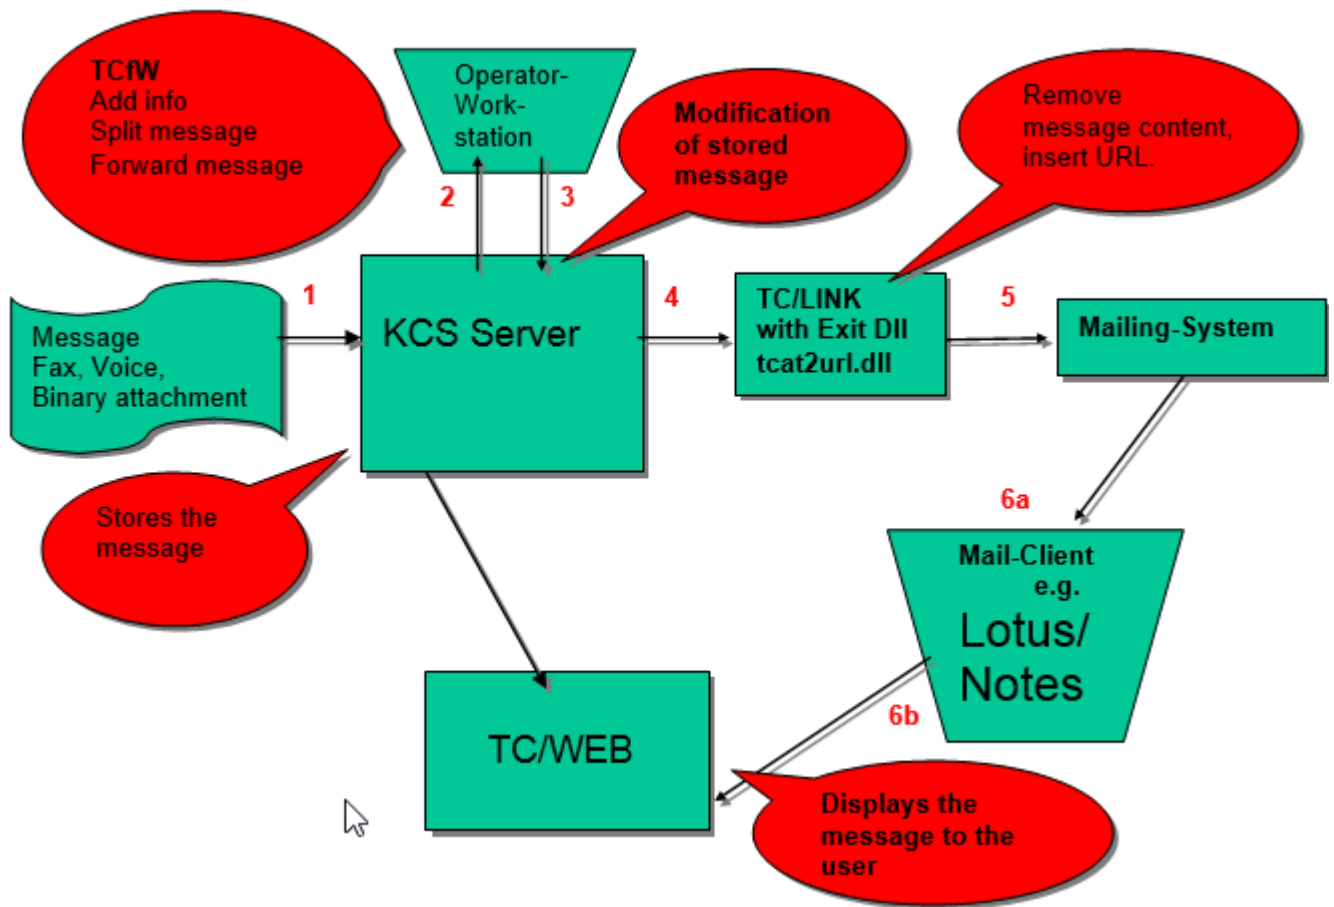 TCfW
Add info
Split message
Forward message
Operator-
Work-
station
Modification
of stored
message
Remove
message content,
insert URL.
2
3
1
4
5
Message
Fax, Voice,
Binary attachment
KCS Server
TC/LINK
with Exit Dll
tcat2url.dll
Mailing-System
Stores the
message
6a
Mail-Client
e.g.
Lotus/
Notes
6b
TC/WEB
Displays the
message to the
user